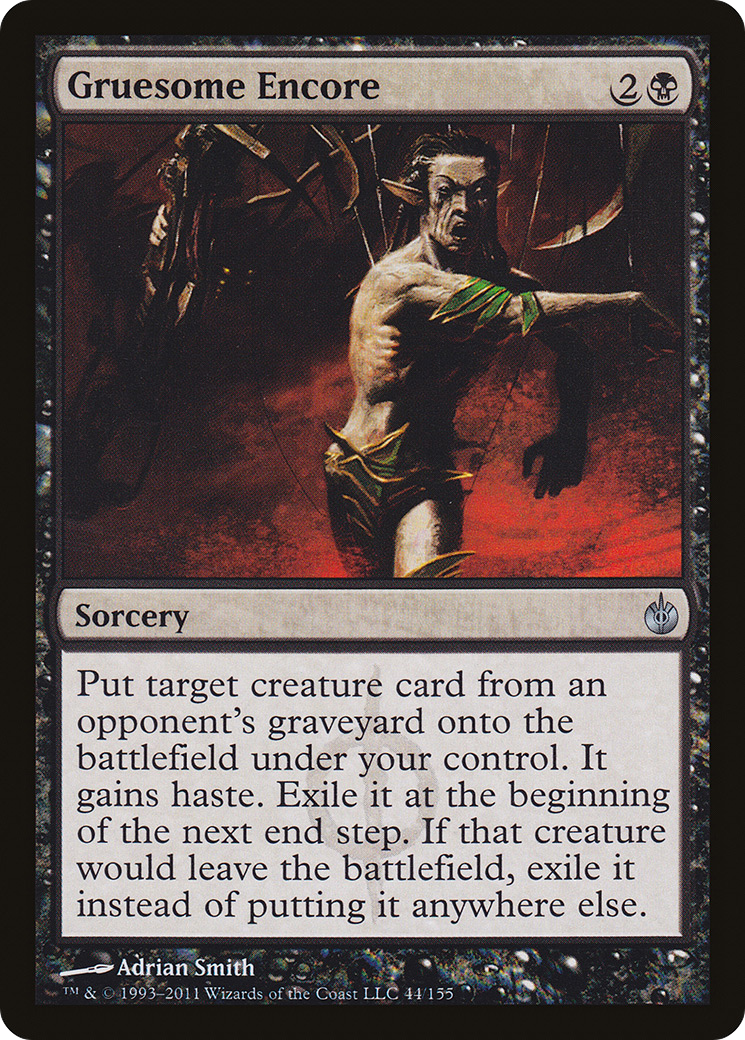 Gruesome Encore 2
Sorcery
Put target creature card from an
opponent's graveyard onto the
battlefield under your control. It
gains haste. Exile it at the beginning
of the next end step. If that creature
would leave the battlefield, exile it
instead of putting it anywhere else.
Adrian Smith
™ & © 1993–2011 Wizards of the Coast LLC 44/155